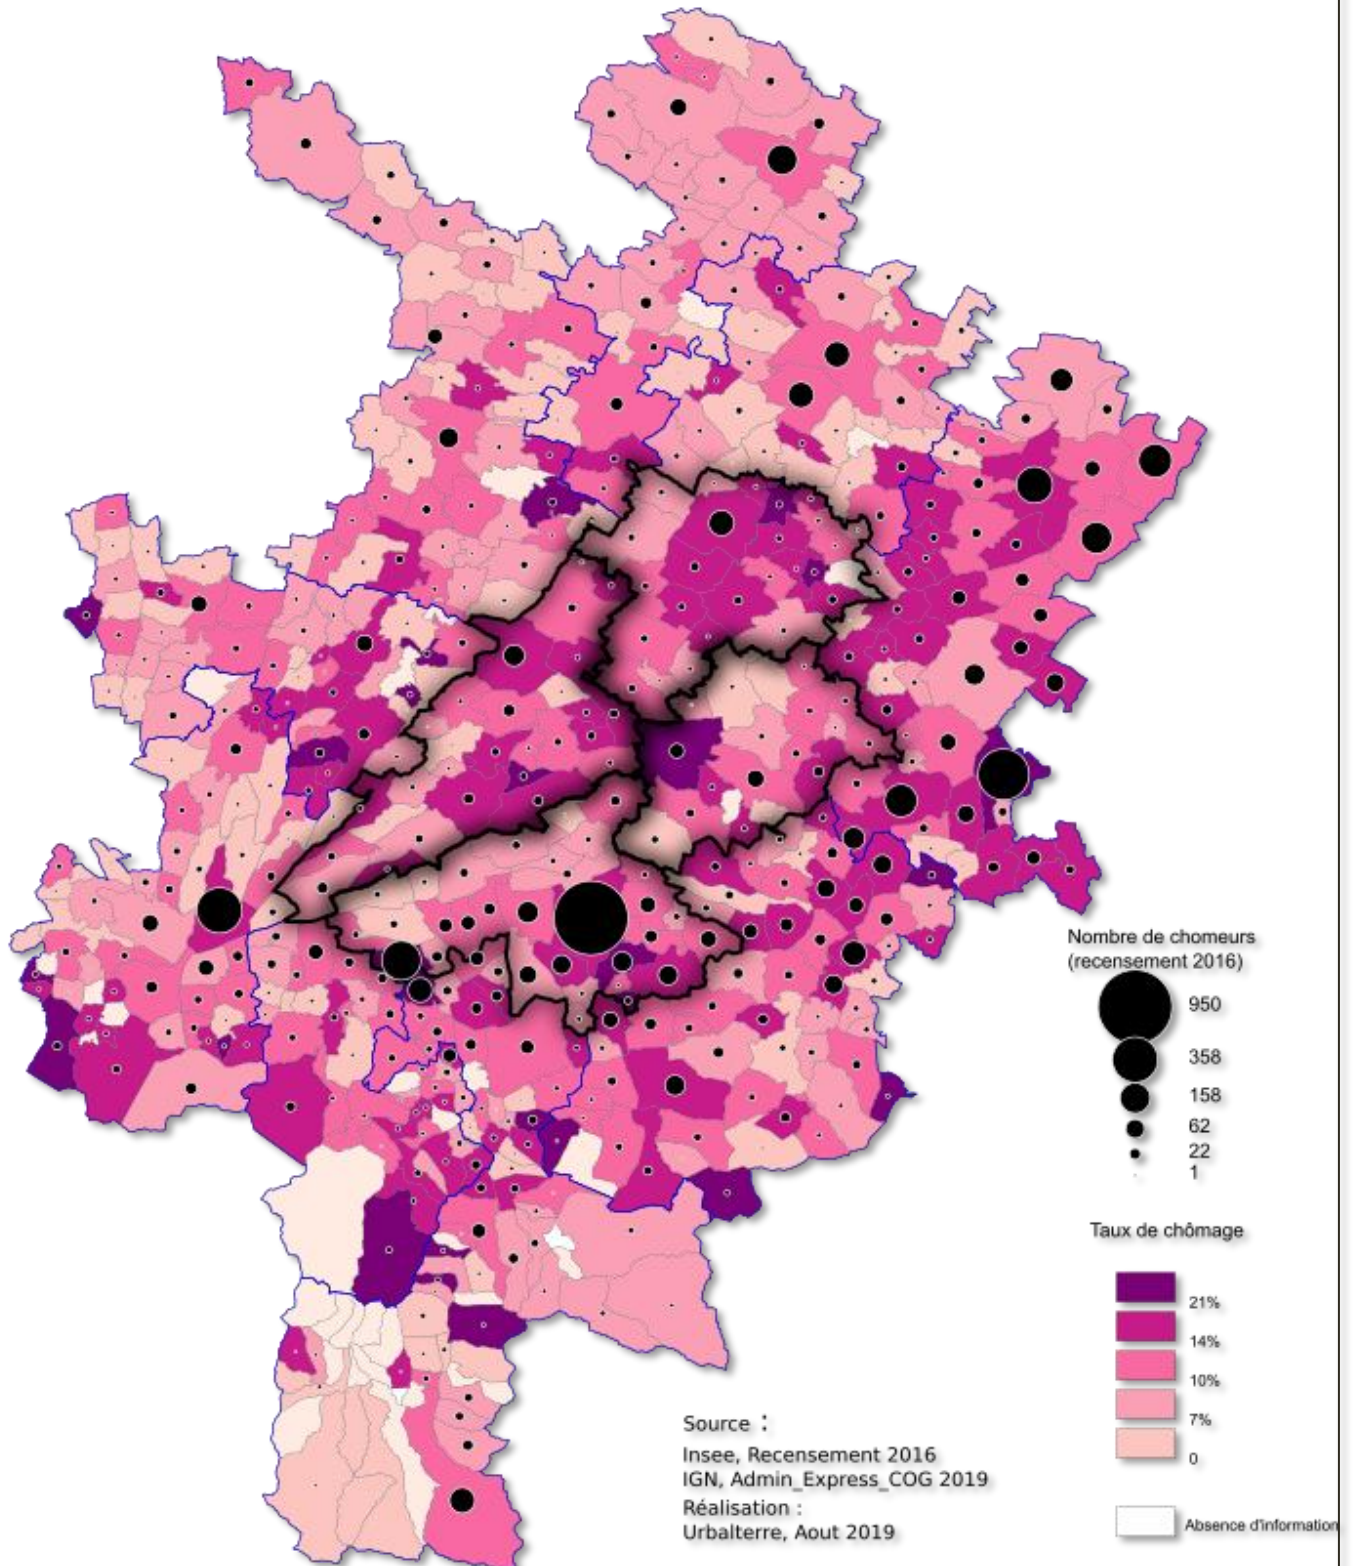 Nombre de chomeurs
(recensement 2016)
950
358
158
62
22
1
Taux de chômage
21%
14%
10%
7%
0
Absence d'information
Source :
Insee, Recensement 2016
IGN, Admin_Express_COG 2019
Réalisation :
Urbalterre, Aout 2019